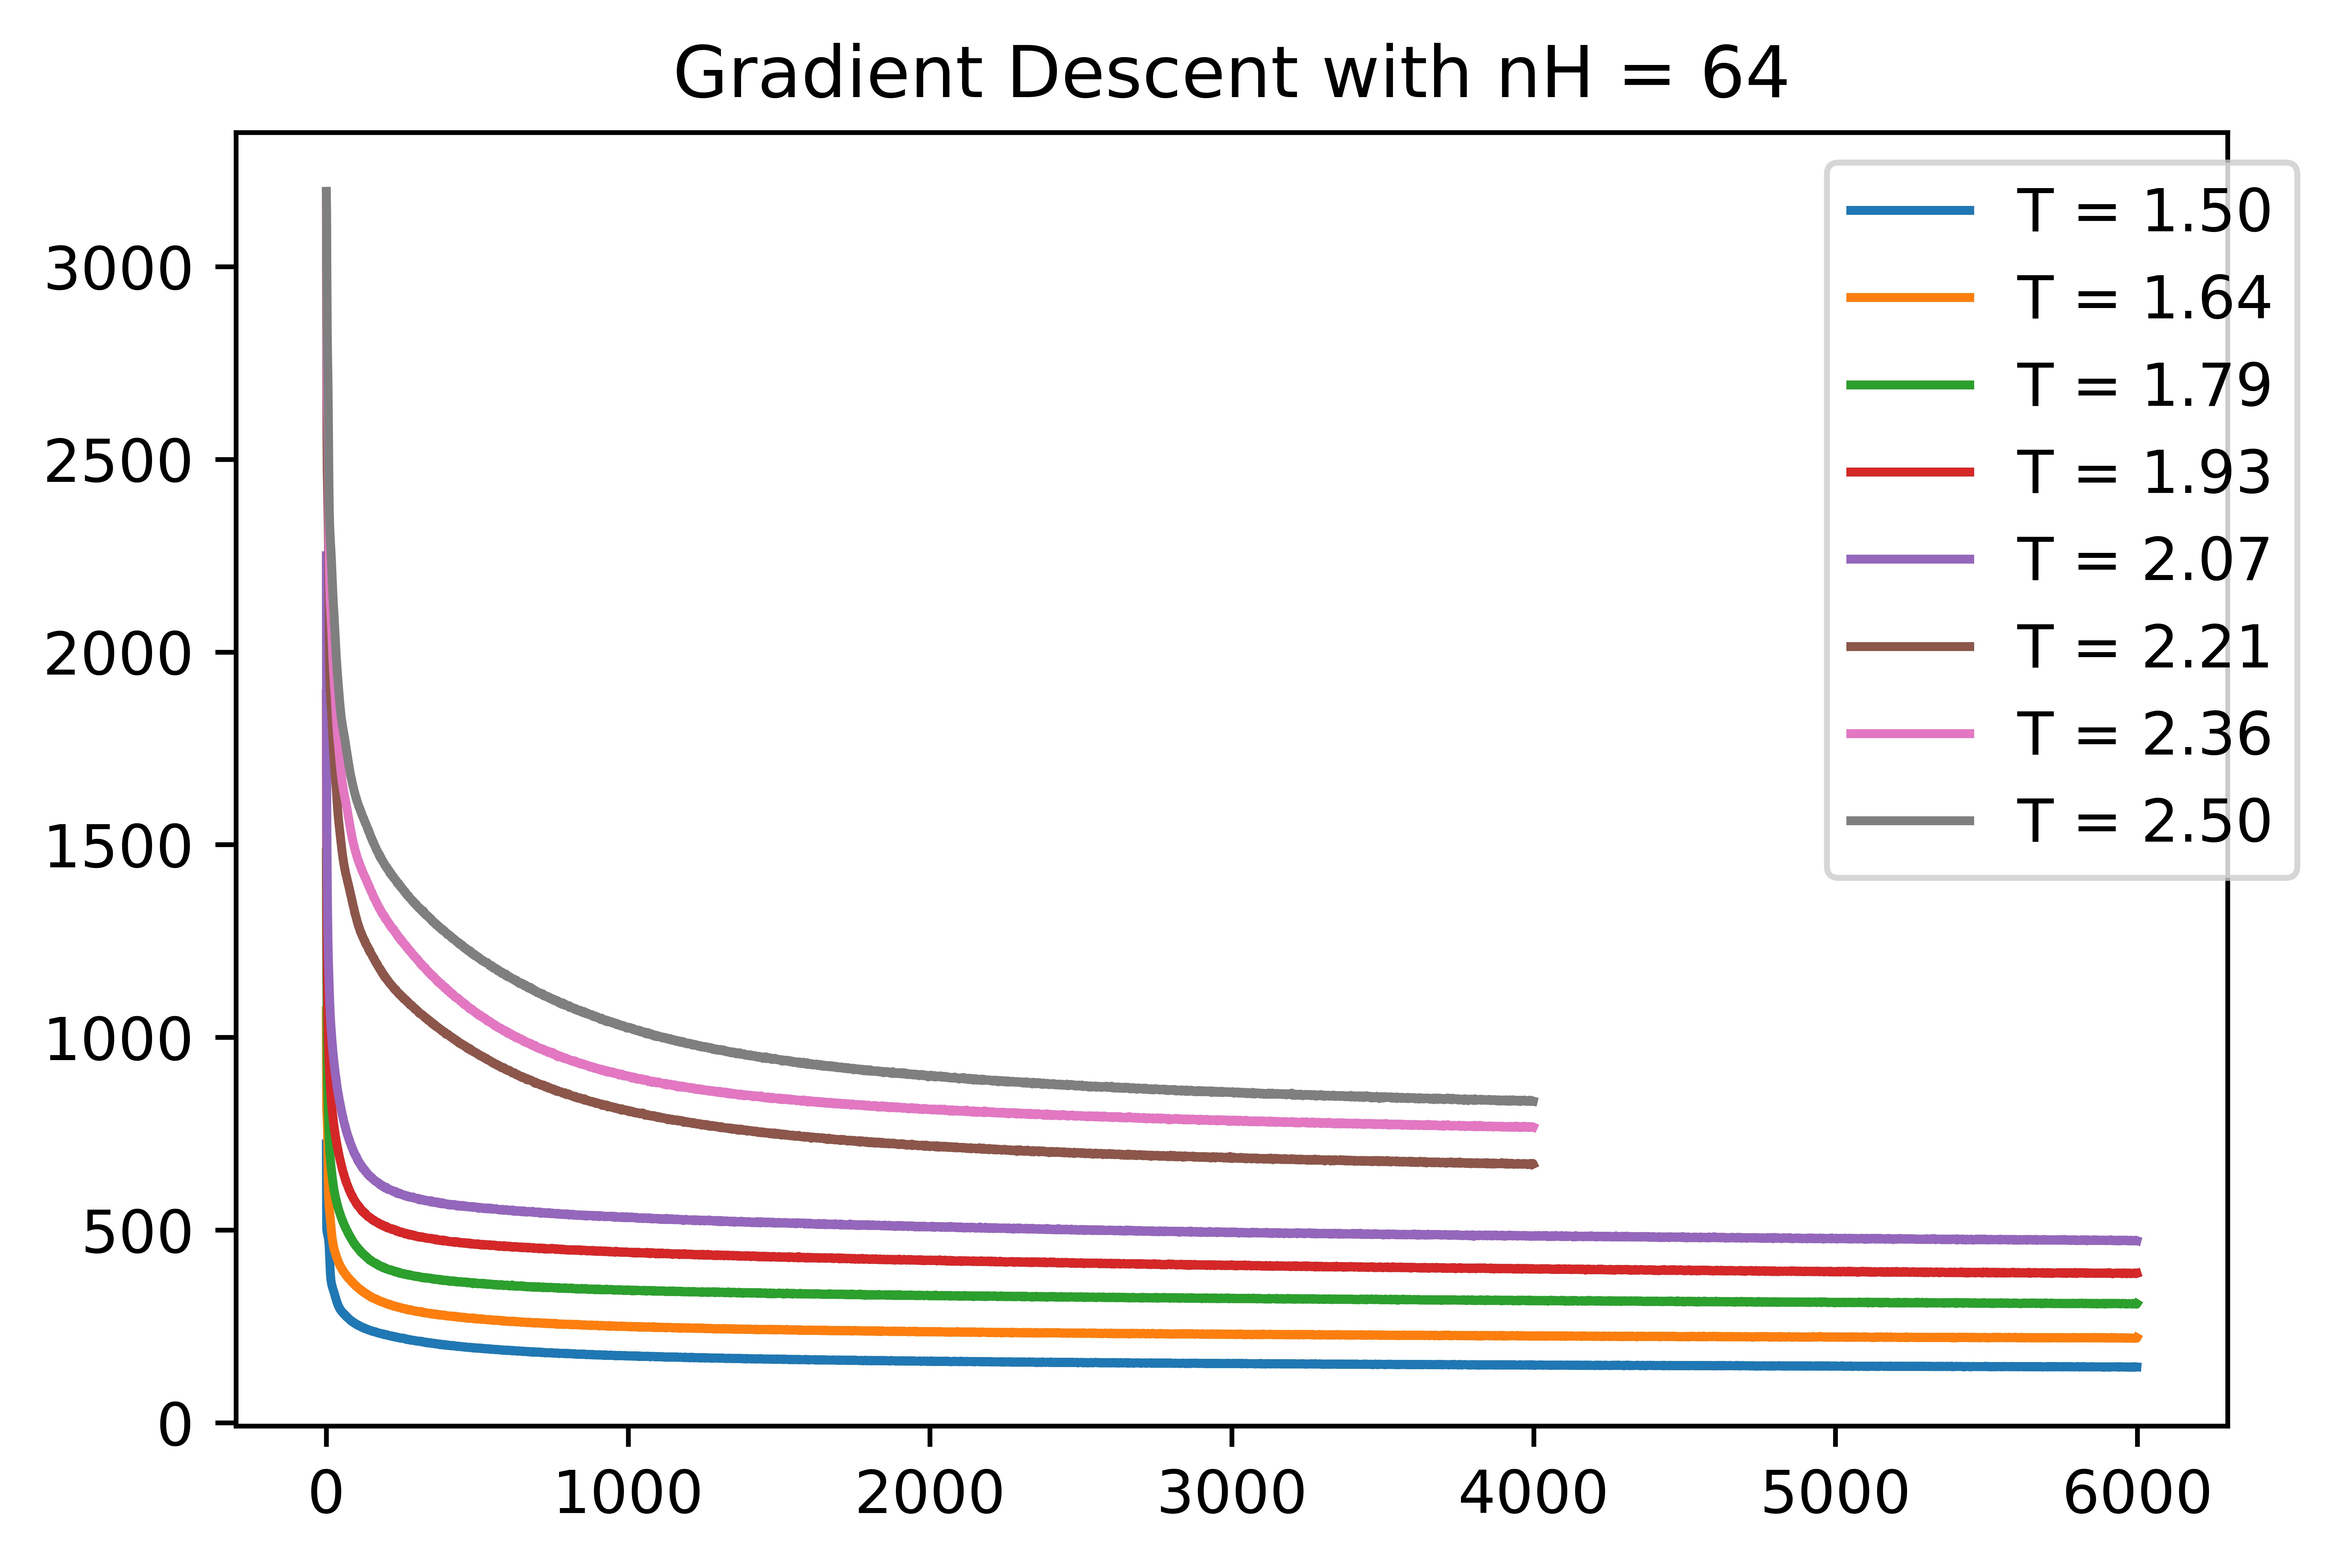 Gradient Descent with nH = 64
3000
2500
2000
1500
1000
500
0
0 1000 2000 3000 4000 5000 6000
T = 1.50
T = 1.64
T = 1.79
T = 1.93
T = 2.07
T = 2.21
T = 2.36
T = 2.50